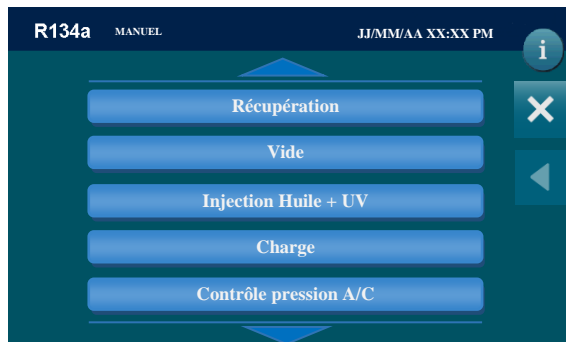 R134a MANUEL JJ/MM/AA XX:XX PM
i
Récupération
Vide
Injection Huile + UV
Charge
Contrôle pression A/C